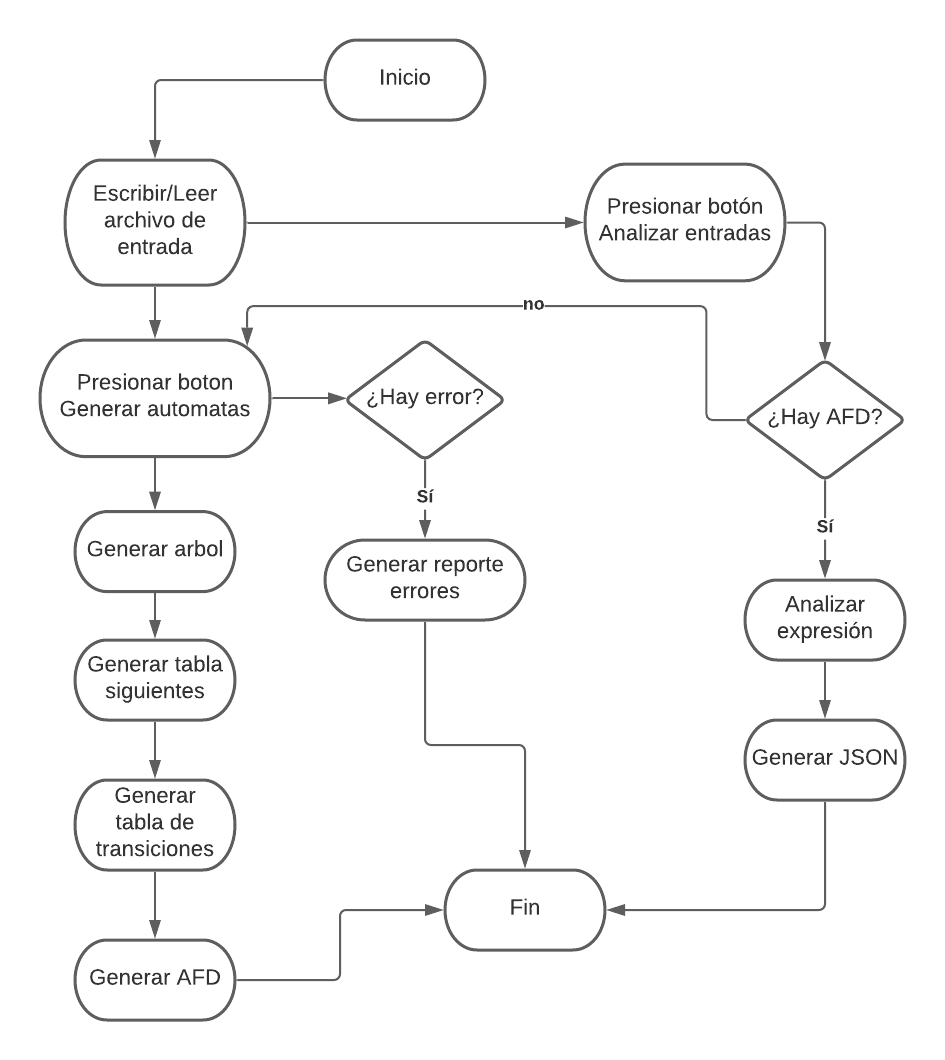 Inicio
Escribir/Leer
archivo de
entrada
Presionar botón
Analizar entradas
no
Presionar boton
Generar automatas
¿Hay error?
¿Hay AFD?
Sí
Sí
Generar arbol
Generar reporte
errores
Analizar
expresión
Generar tabla
siguientes
Generar JSON
Generar
tabla de
transiciones
Fin
Generar AFD